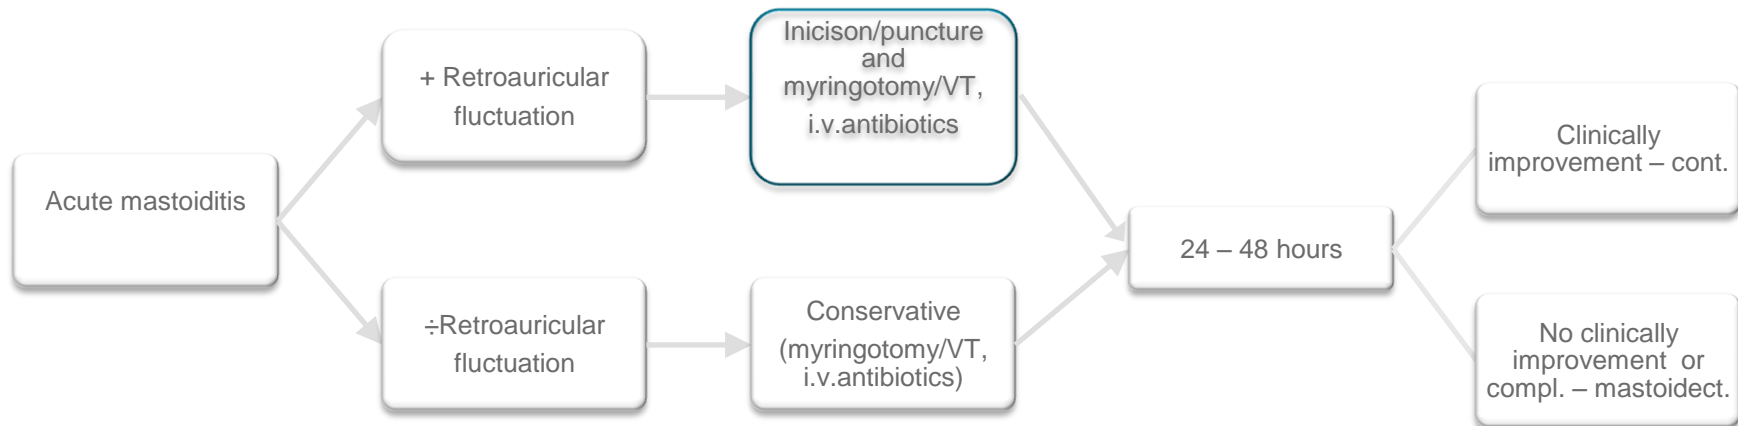 Acute mastoiditis
+ Retroauricular
fluctuation
÷Retroauricular
fluctuation
Inicison/puncture
and
myringotomy/VT,
i.v.antibiotics
Conservative
(myringotomy/VT,
i.v.antibiotics)
24 – 48 hours
Clinically
improvement – cont.
No clinically
improvement or
compl. – mastoidect.